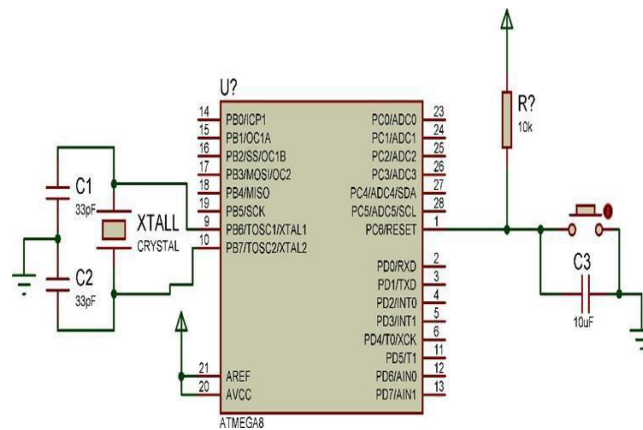 U?
14 PB0/ICP1 PC0/ADC0 23
15 PB1/OC1A PC1/ADC1 24
16 PB2/SS/OC1B PC2/ADC2 25
17 PB3/MOSI/OC2 PC3/ADC3 26
18 PB4/MISO PC4/ADC4/SDA 27
19 PB5/SCK PC5/ADC5/SCL 28
9 PB6/TOSC1/XTAL1 PC6/RESET 1
10 PB7/TOSC2/XTAL2
PD0/RXD 2
PD1/TXD 3
PD2/INT0 4
PD3/INT1 5
PD4/T0/XCK 6
PD5/T1 11
21 AREF PD6/AIN0 12
20 AVCC PD7/AIN1 13
ATMEGA8
C1
33pF
XTALL
CRYSTAL
C2
33pF
R?
10k
C3
10uF